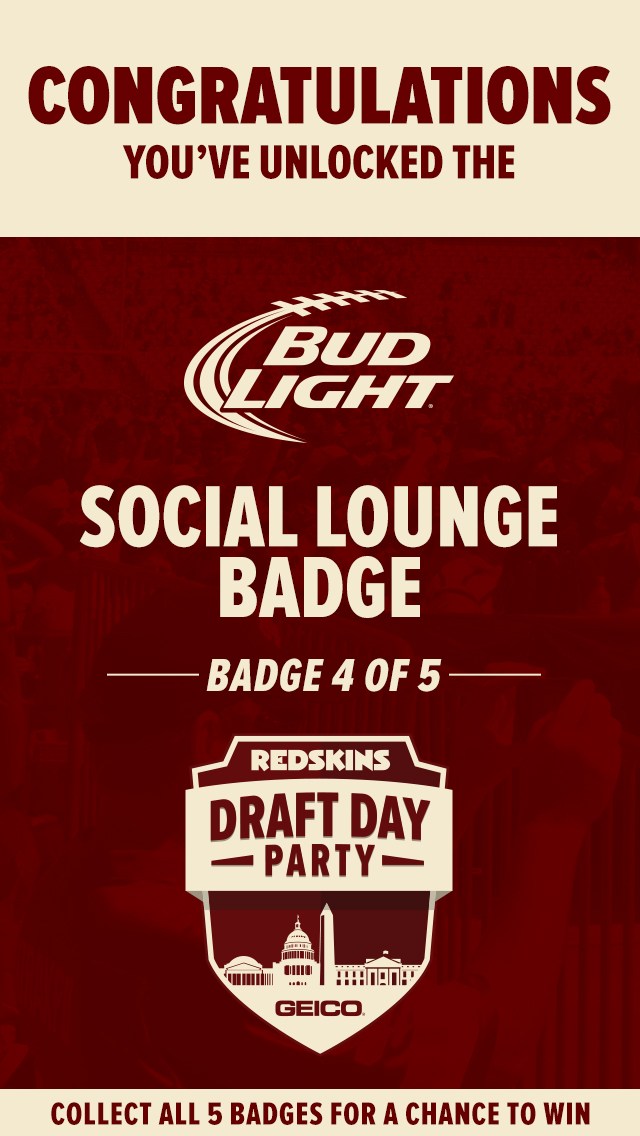 CONGRATULATIONS
YOU'VE UNLOCKED THE
BUD
LIGHT®
SOCIAL LOUNGE
BADGE
BADGE 4 OF 5
REDSKINS
DRAFT DAY
PARTY
GEICO®
COLLECT ALL 5 BADGES FOR A CHANCE TO WIN